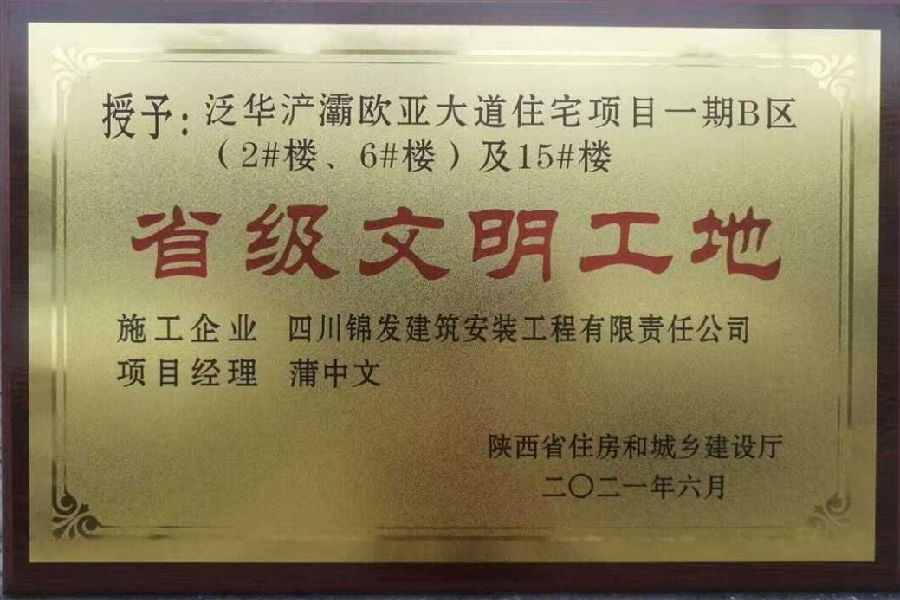 授予：泛华浐灞欧亚大道住宅项目一期B区
（2#楼、6#楼）及15#楼
省级文明工地
施工企业 四川锦发建筑安装工程有限责任公司
项目经理 蒲中文
陕西省住房和城乡建设厅
二〇二一年六月